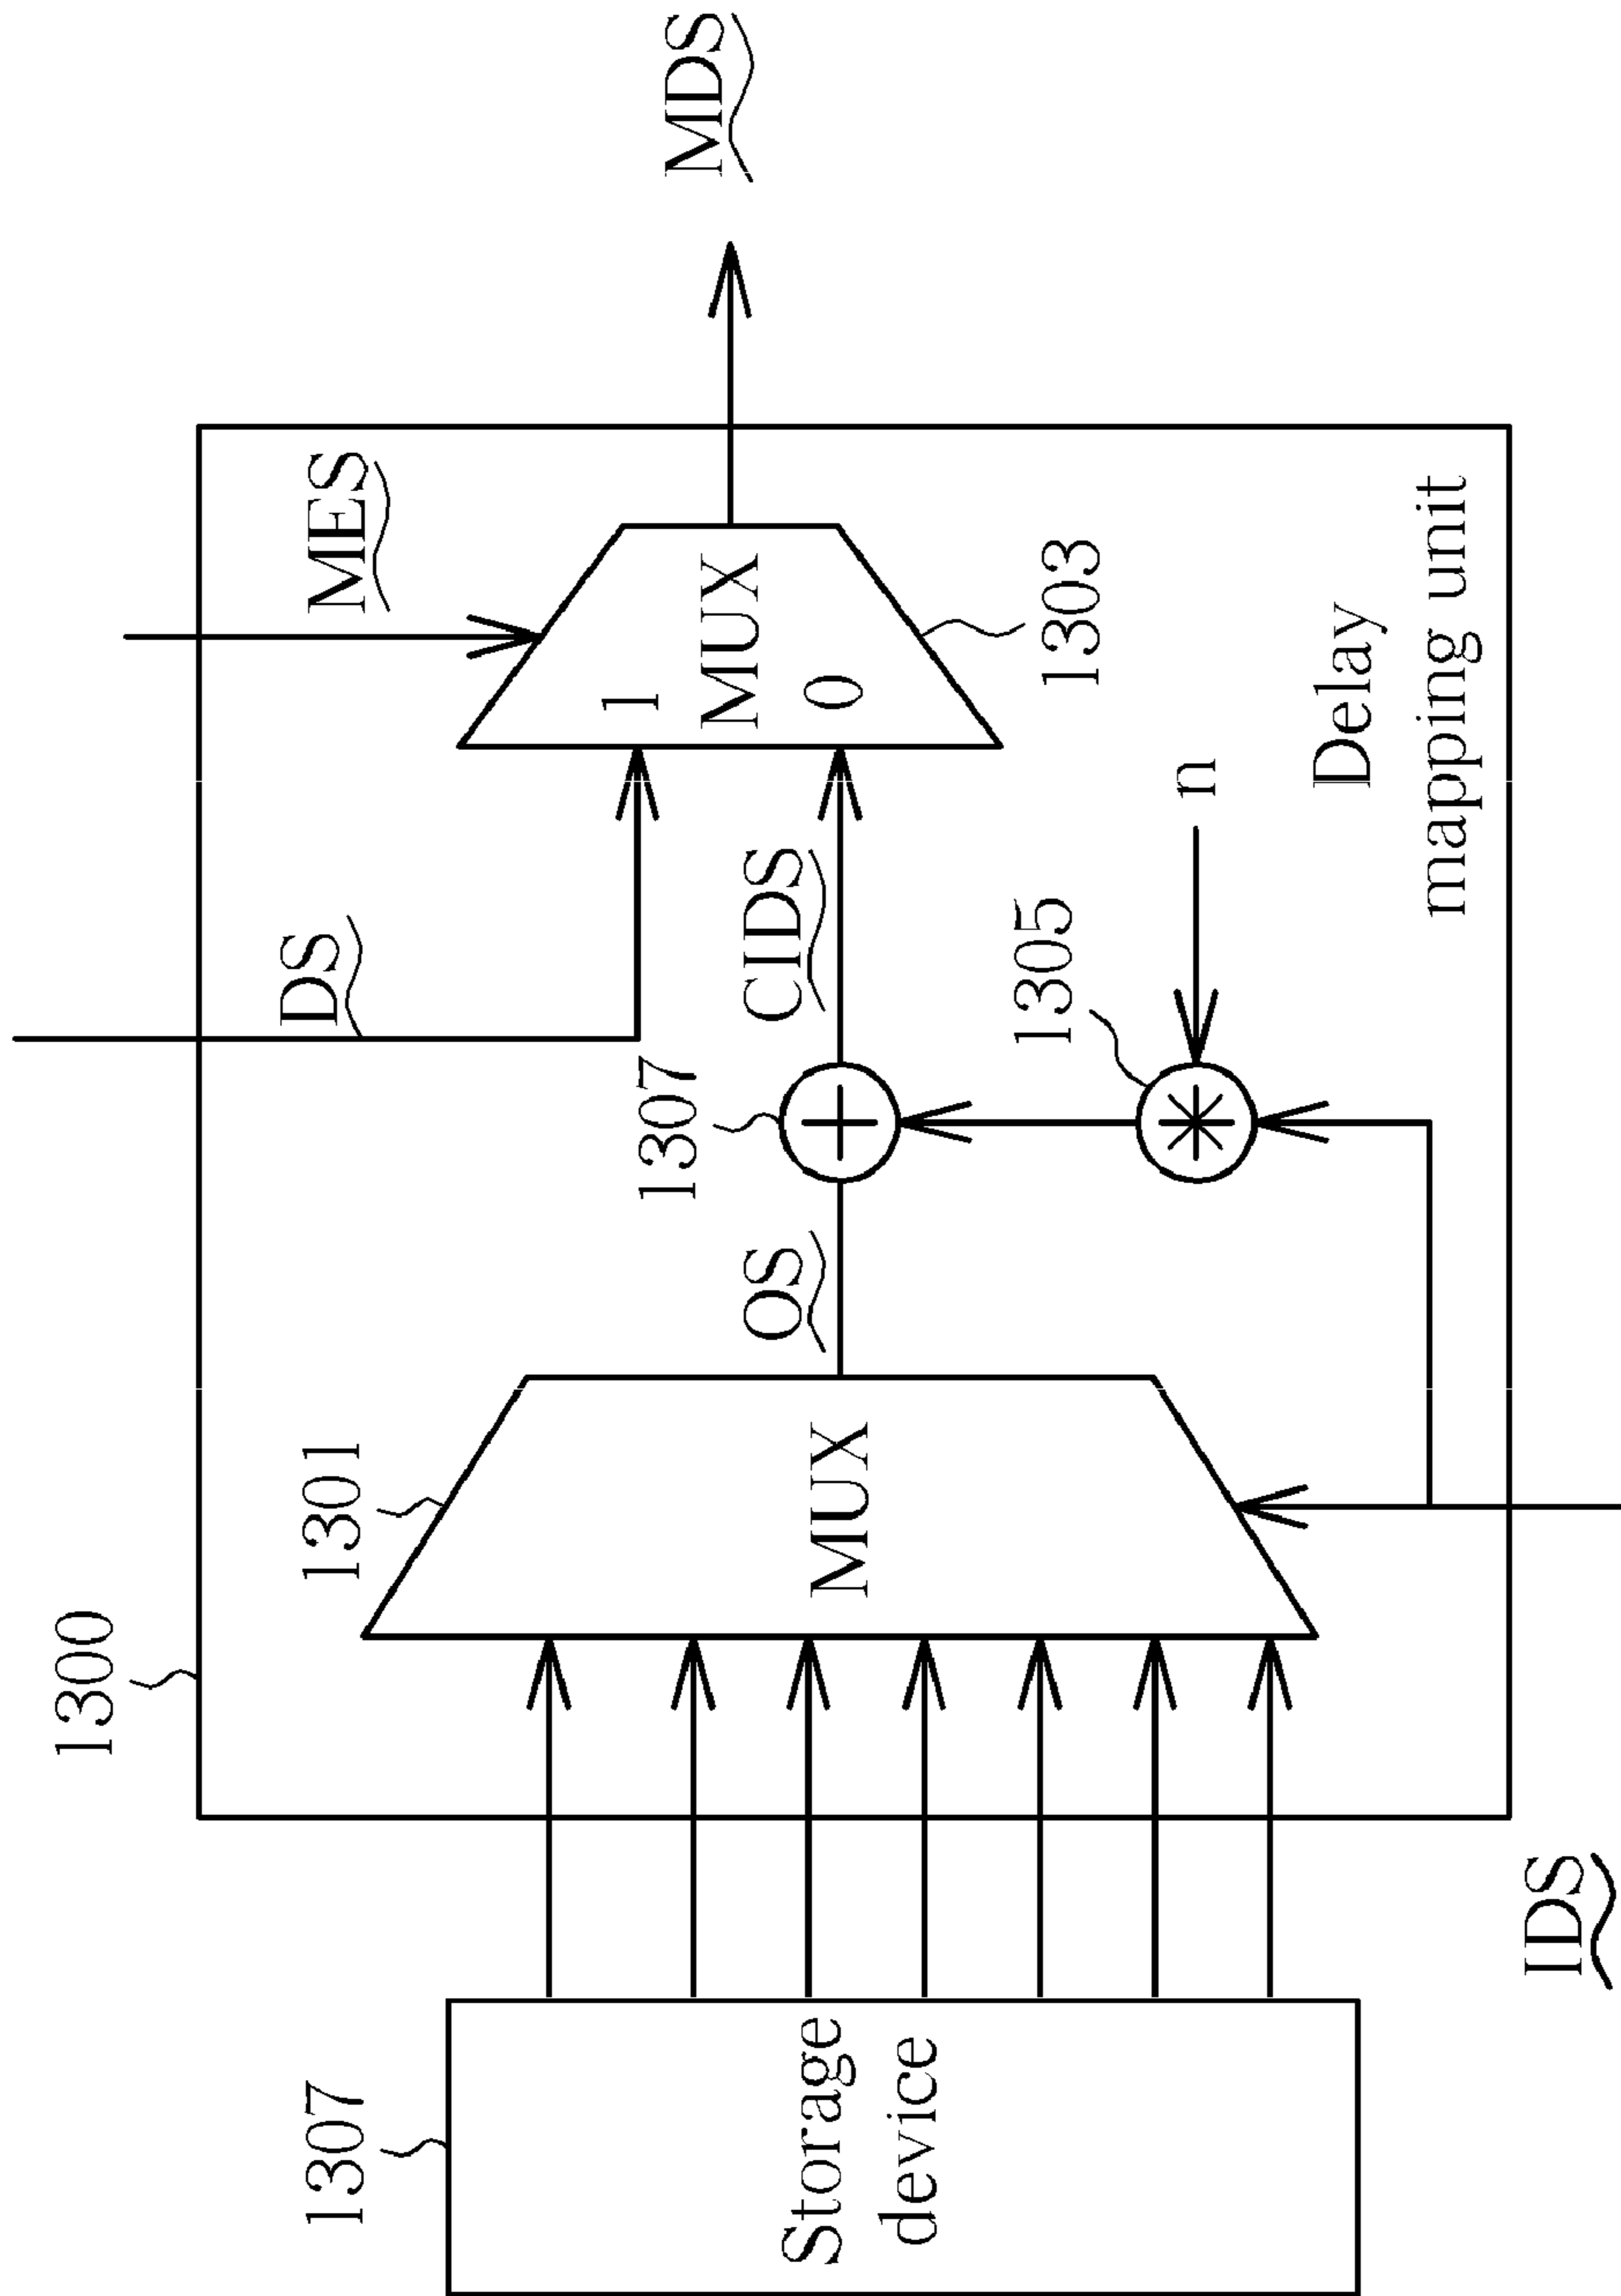 1300
1307
Storage
device
IDS
1301
MUX
OS
1307
CIDS
DS
MES
1
MUX
0
1303
1305
n
Delay
mapping unit
MDS